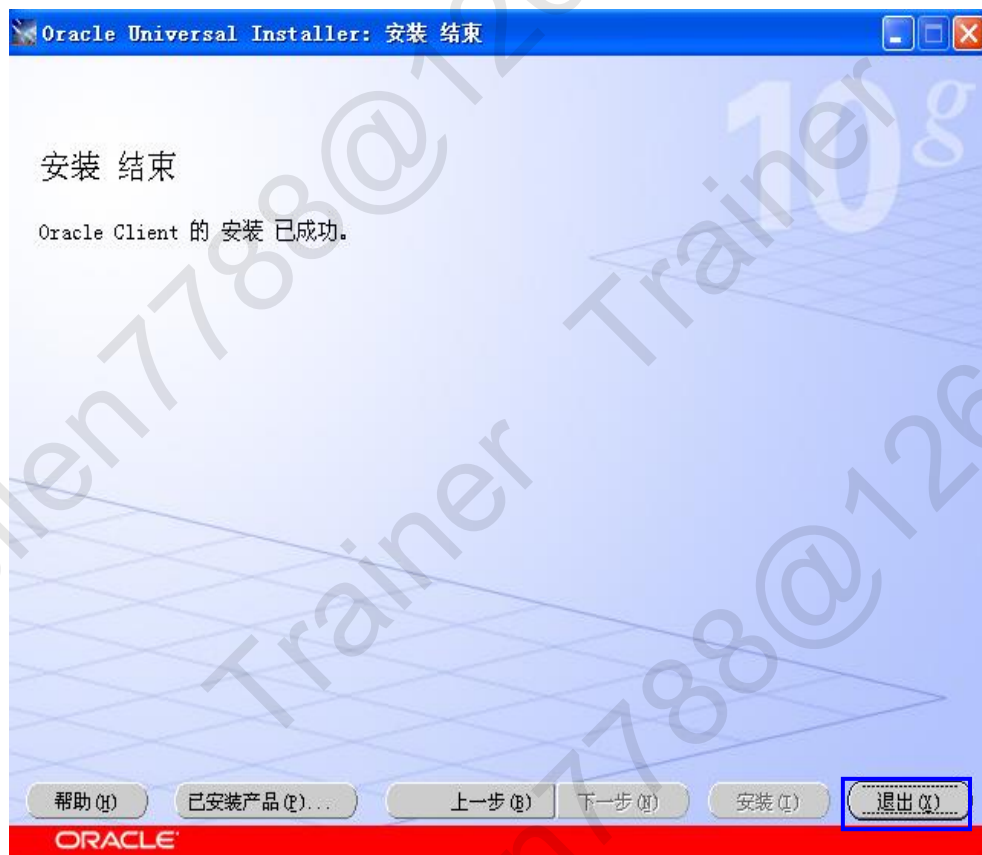 Oracle Universal Installer: 安装 结束
10g
安装 结束
Oracle Client 的 安装 已成功。
Trainer
Trainer
帮助(H)
已安装产品(P)...
上一步(B)
下一步(N)
安装(I)
退出(X)
ORACLE